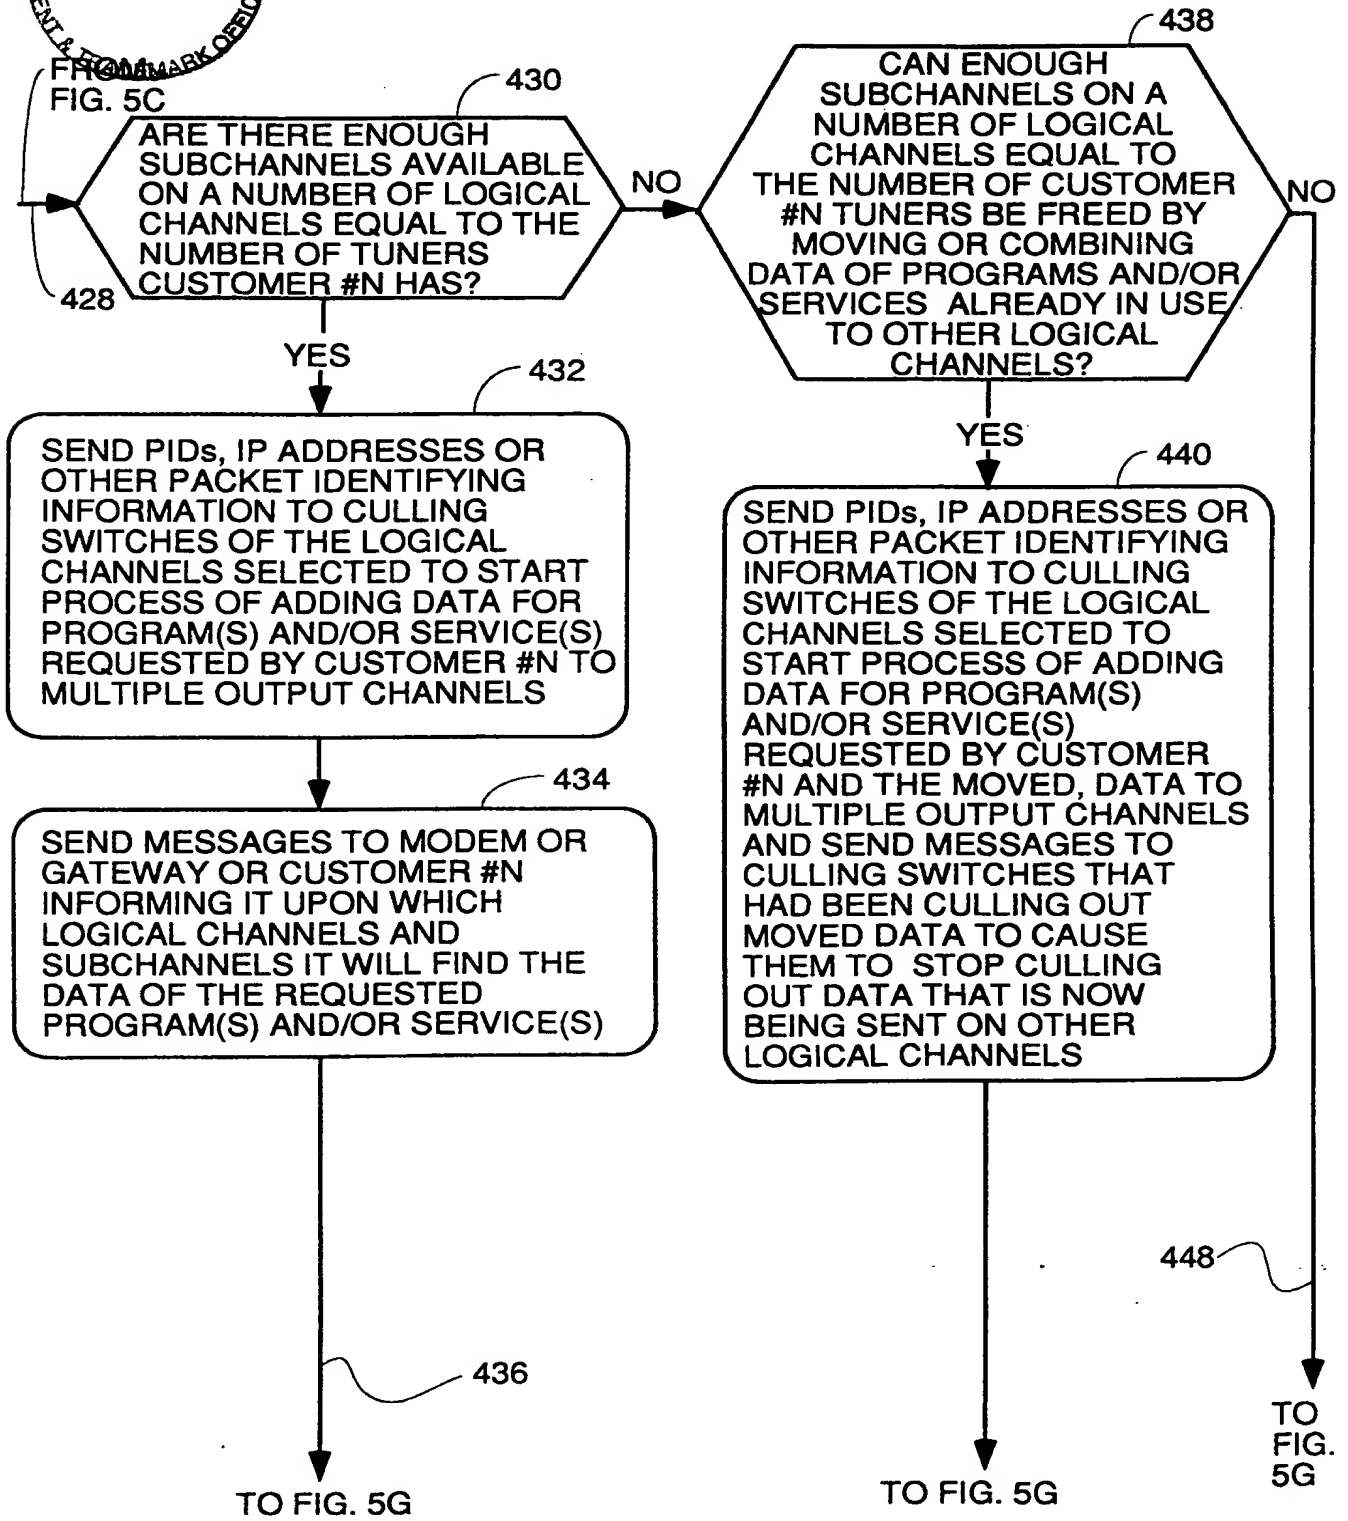 ENT & TRADEMARK OFFIC
FROM
FIG. 5C
428
430
ARE THERE ENOUGH
SUBCHANNELS AVAILABLE
ON A NUMBER OF LOGICAL
CHANNELS EQUAL TO THE
NUMBER OF TUNERS
CUSTOMER #N HAS?
NO
YES
432
SEND PIDs, IP ADDRESSES OR
OTHER PACKET IDENTIFYING
INFORMATION TO CULLING
SWITCHES OF THE LOGICAL
CHANNELS SELECTED TO START
PROCESS OF ADDING DATA FOR
PROGRAM(S) AND/OR SERVICE(S)
REQUESTED BY CUSTOMER #N TO
MULTIPLE OUTPUT CHANNELS
434
SEND MESSAGES TO MODEM OR
GATEWAY OR CUSTOMER #N
INFORMING IT UPON WHICH
LOGICAL CHANNELS AND
SUBCHANNELS IT WILL FIND THE
DATA OF THE REQUESTED
PROGRAM(S) AND/OR SERVICE(S)
436
TO FIG. 5G
438
CAN ENOUGH
SUBCHANNELS ON A
NUMBER OF LOGICAL
CHANNELS EQUAL TO
THE NUMBER OF CUSTOMER
#N TUNERS BE FREED BY
MOVING OR COMBINING
DATA OF PROGRAMS AND/OR
SERVICES ALREADY IN USE
TO OTHER LOGICAL
CHANNELS?
NO
YES
440
SEND PIDs, IP ADDRESSES OR
OTHER PACKET IDENTIFYING
INFORMATION TO CULLING
SWITCHES OF THE LOGICAL
CHANNELS SELECTED TO
START PROCESS OF ADDING
DATA FOR PROGRAM(S)
AND/OR SERVICE(S)
REQUESTED BY CUSTOMER
#N AND THE MOVED, DATA TO
MULTIPLE OUTPUT CHANNELS
AND SEND MESSAGES TO
CULLING SWITCHES THAT
HAD BEEN CULLING OUT
MOVED DATA TO CAUSE
THEM TO STOP CULLING
OUT DATA THAT IS NOW
BEING SENT ON OTHER
LOGICAL CHANNELS
TO FIG. 5G
448
TO
FIG.
5G